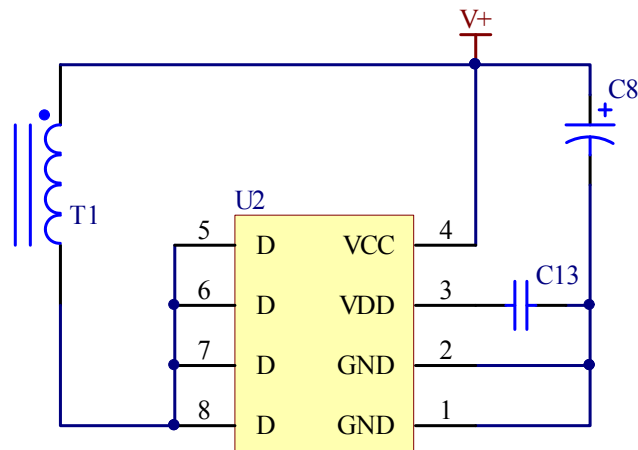 V+
C8
+
T1
U2
5 D VCC 4
C13
6 D VDD 3
7 D GND 2
8 D GND 1